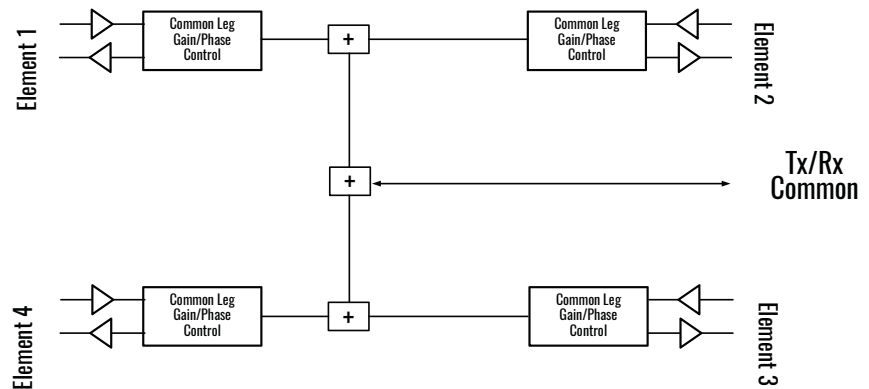 Element 1
Common Leg
Gain/Phase
Control
+
Common Leg
Gain/Phase
Control
Element 2
+
Tx/Rx
Common
Element 4
Common Leg
Gain/Phase
Control
+
Common Leg
Gain/Phase
Control
Element 3